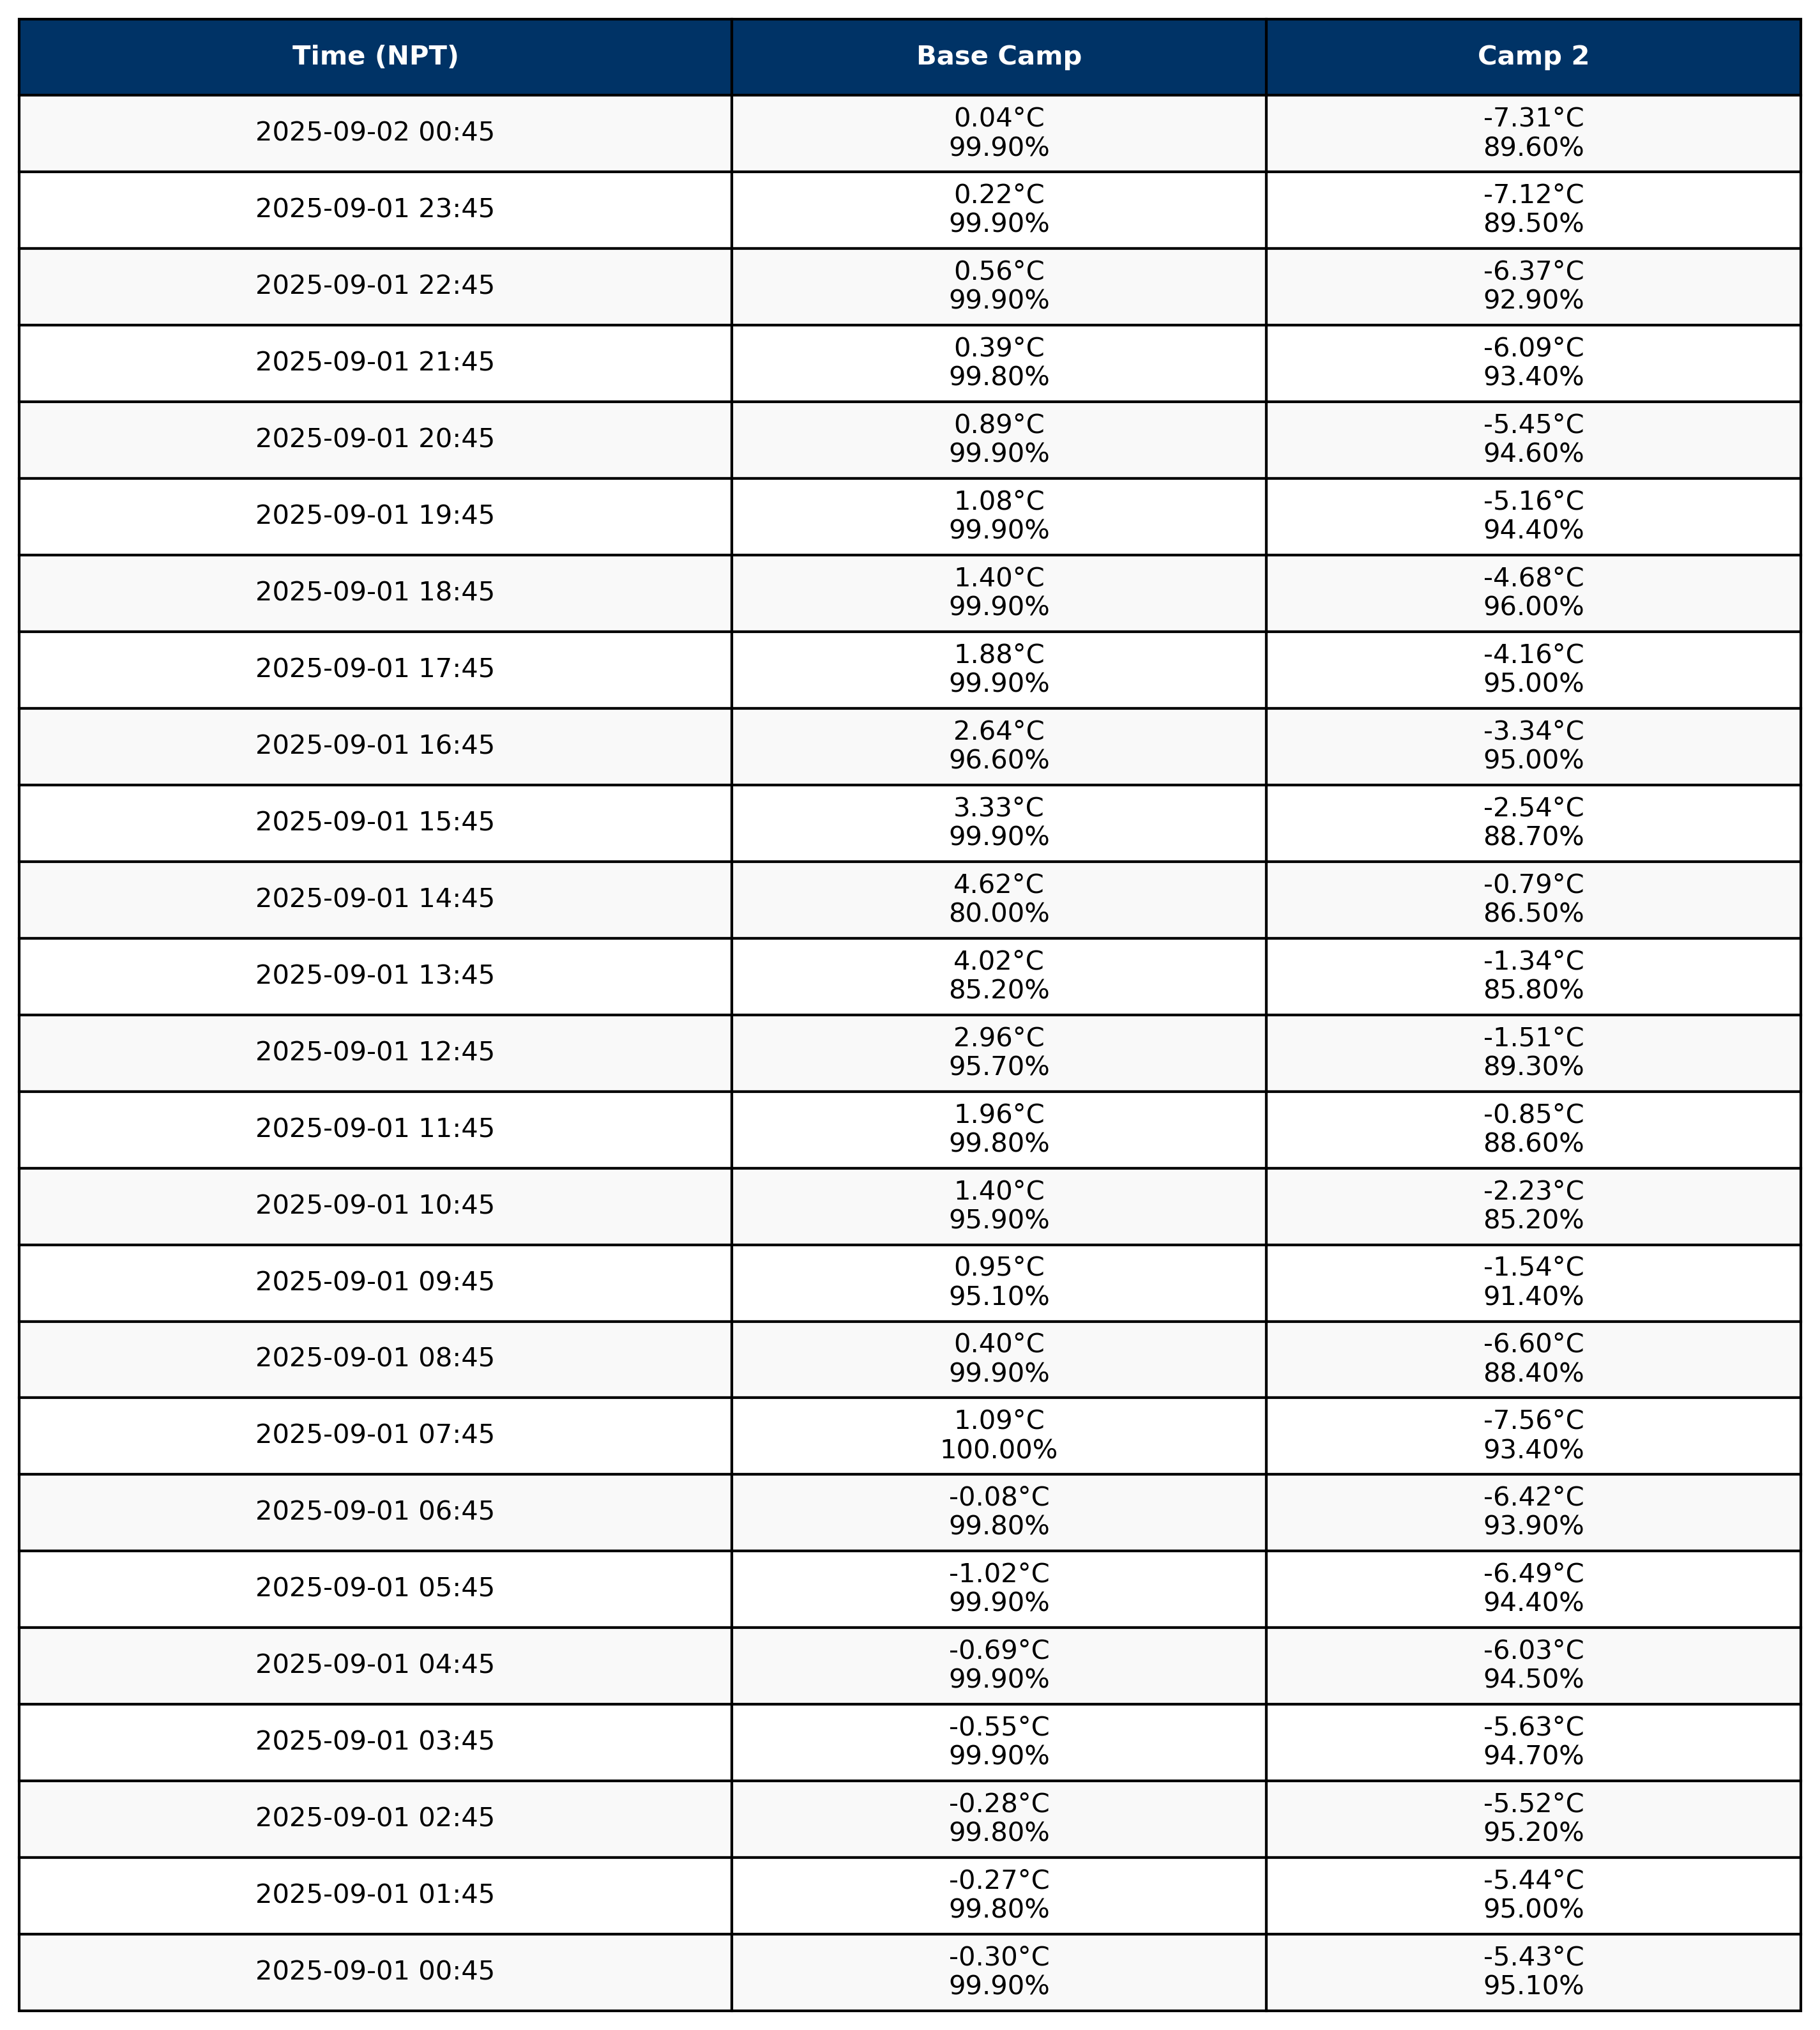 Time (NPT) Base Camp Camp 2
2025-09-02 00:45
0.04°C
99.90%
-7.31°C
89.60%
2025-09-01 23:45
0.22°C
99.90%
-7.12°C
89.50%
2025-09-01 22:45
0.56°C
99.90%
-6.37°C
92.90%
2025-09-01 21:45
0.39°C
99.80%
-6.09°C
93.40%
2025-09-01 20:45
0.89°C
99.90%
-5.45°C
94.60%
2025-09-01 19:45
1.08°C
99.90%
-5.16°C
94.40%
2025-09-01 18:45
1.40°C
99.90%
-4.68°C
96.00%
2025-09-01 17:45
1.88°C
99.90%
-4.16°C
95.00%
2025-09-01 16:45
2.64°C
96.60%
-3.34°C
95.00%
2025-09-01 15:45
3.33°C
99.90%
-2.54°C
88.70%
2025-09-01 14:45
4.62°C
80.00%
-0.79°C
86.50%
2025-09-01 13:45
4.02°C
85.20%
-1.34°C
85.80%
2025-09-01 12:45
2.96°C
95.70%
-1.51°C
89.30%
2025-09-01 11:45
1.96°C
99.80%
-0.85°C
88.60%
2025-09-01 10:45
1.40°C
95.90%
-2.23°C
85.20%
2025-09-01 09:45
0.95°C
95.10%
-1.54°C
91.40%
2025-09-01 08:45
0.40°C
99.90%
-6.60°C
88.40%
2025-09-01 07:45
1.09°C
100.00%
-7.56°C
93.40%
2025-09-01 06:45
-0.08°C
99.80%
-6.42°C
93.90%
2025-09-01 05:45
-1.02°C
99.90%
-6.49°C
94.40%
2025-09-01 04:45
-0.69°C
99.90%
-6.03°C
94.50%
2025-09-01 03:45
-0.55°C
99.90%
-5.63°C
94.70%
2025-09-01 02:45
-0.28°C
99.80%
-5.52°C
95.20%
2025-09-01 01:45
-0.27°C
99.80%
-5.44°C
95.00%
2025-09-01 00:45
-0.30°C
99.90%
-5.43°C
95.10%